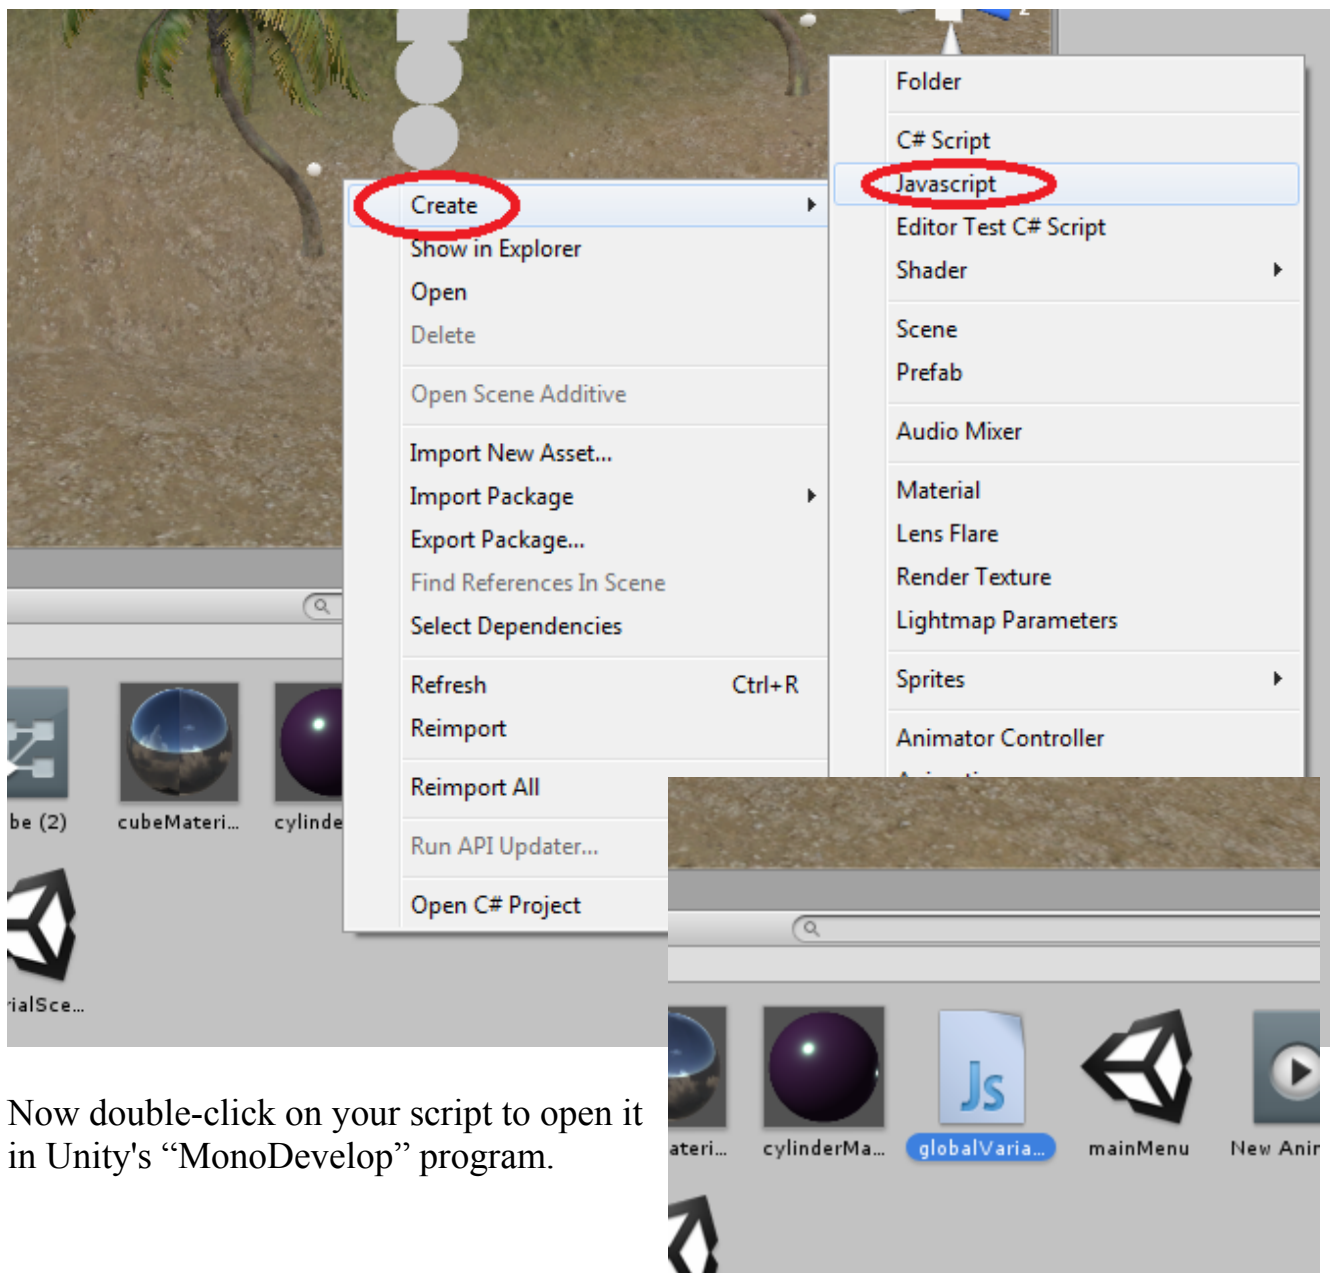 Folder
C# Script
Javascript
Editor Test C# Script
Shader
Scene
Prefab
Audio Mixer
Material
Lens Flare
Render Texture
Lightmap Parameters
Sprites
Animator Controller
Create
Show in Explorer
Open
Delete
Open Scene Additive
Import New Asset...
Import Package
Export Package...
Find References In Scene
Select Dependencies
Refresh Ctrl+R
Reimport
Reimport All
Run API Updater...
Open C# Project
be (2) cubeMateri... cylinde
rialSce...
Js
ateri... cylinderMa... globalVaria... mainMenu New Anir
Now double-click on your script to open it
in Unity's “MonoDevelop” program.